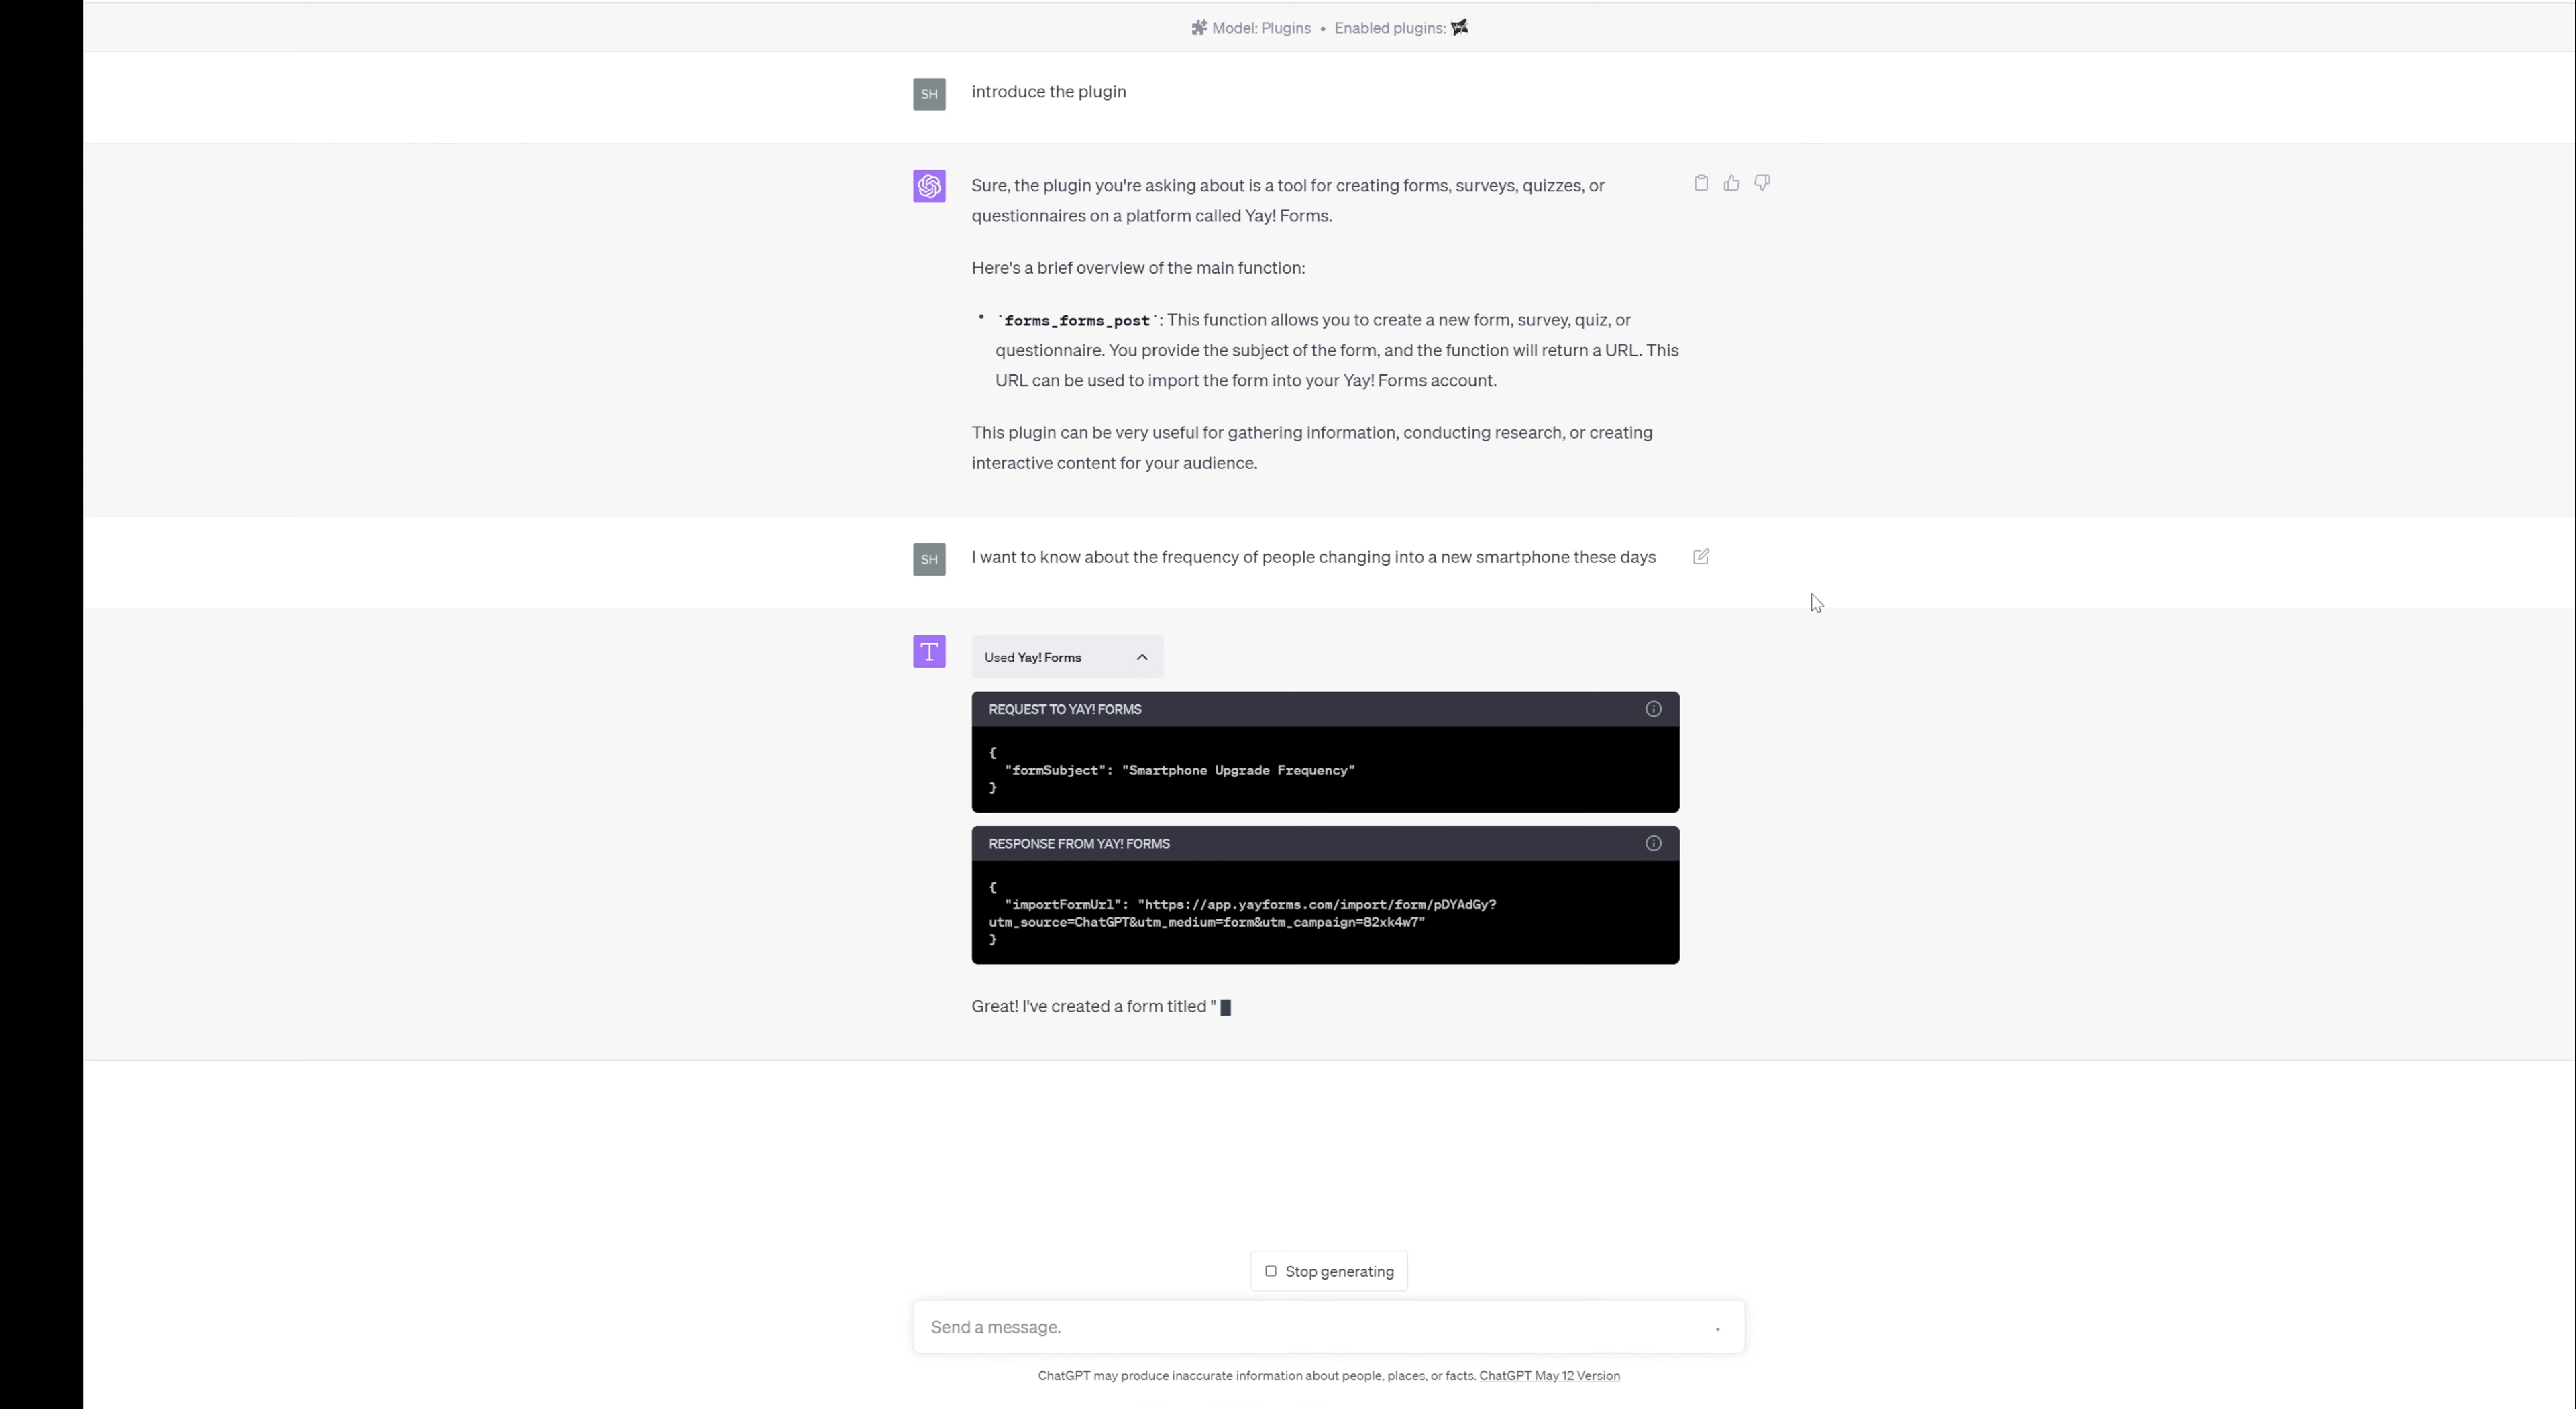 Model: Plugins • Enabled plugins:
SH
introduce the plugin
Sure, the plugin you're asking about is a tool for creating forms, surveys, quizzes, or
questionnaires on a platform called Yay! Forms.
Here's a brief overview of the main function:
• `forms_forms_post`: This function allows you to create a new form, survey, quiz, or
questionnaire. You provide the subject of the form, and the function will return a URL. This
URL can be used to import the form into your Yay! Forms account.
This plugin can be very useful for gathering information, conducting research, or creating
interactive content for your audience.
SH
I want to know about the frequency of people changing into a new smartphone these days
T
Used Yay! Forms
REQUEST TO YAY! FORMS
{
"formSubject": "Smartphone Upgrade Frequency"
}
RESPONSE FROM YAY! FORMS
{
"importFormUrl": "https://app.yayforms.com/import/form/pDYAdGy?
utm_source=ChatGPT&utm_medium=form&utm_campaign=82xk4w7"
}
Great! I've created a form titled "
Stop generating
Send a message.
ChatGPT may produce inaccurate information about people, places, or facts. ChatGPT May 12 Version